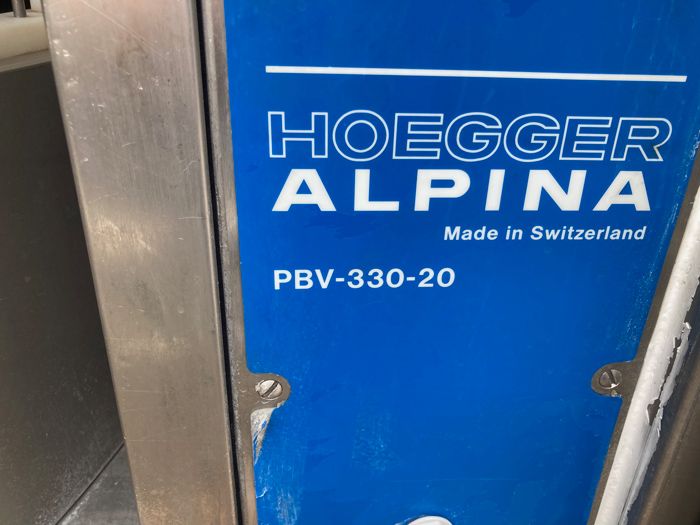 HOEGGER
ALPINA
Made in Switzerland
PBV-330-20